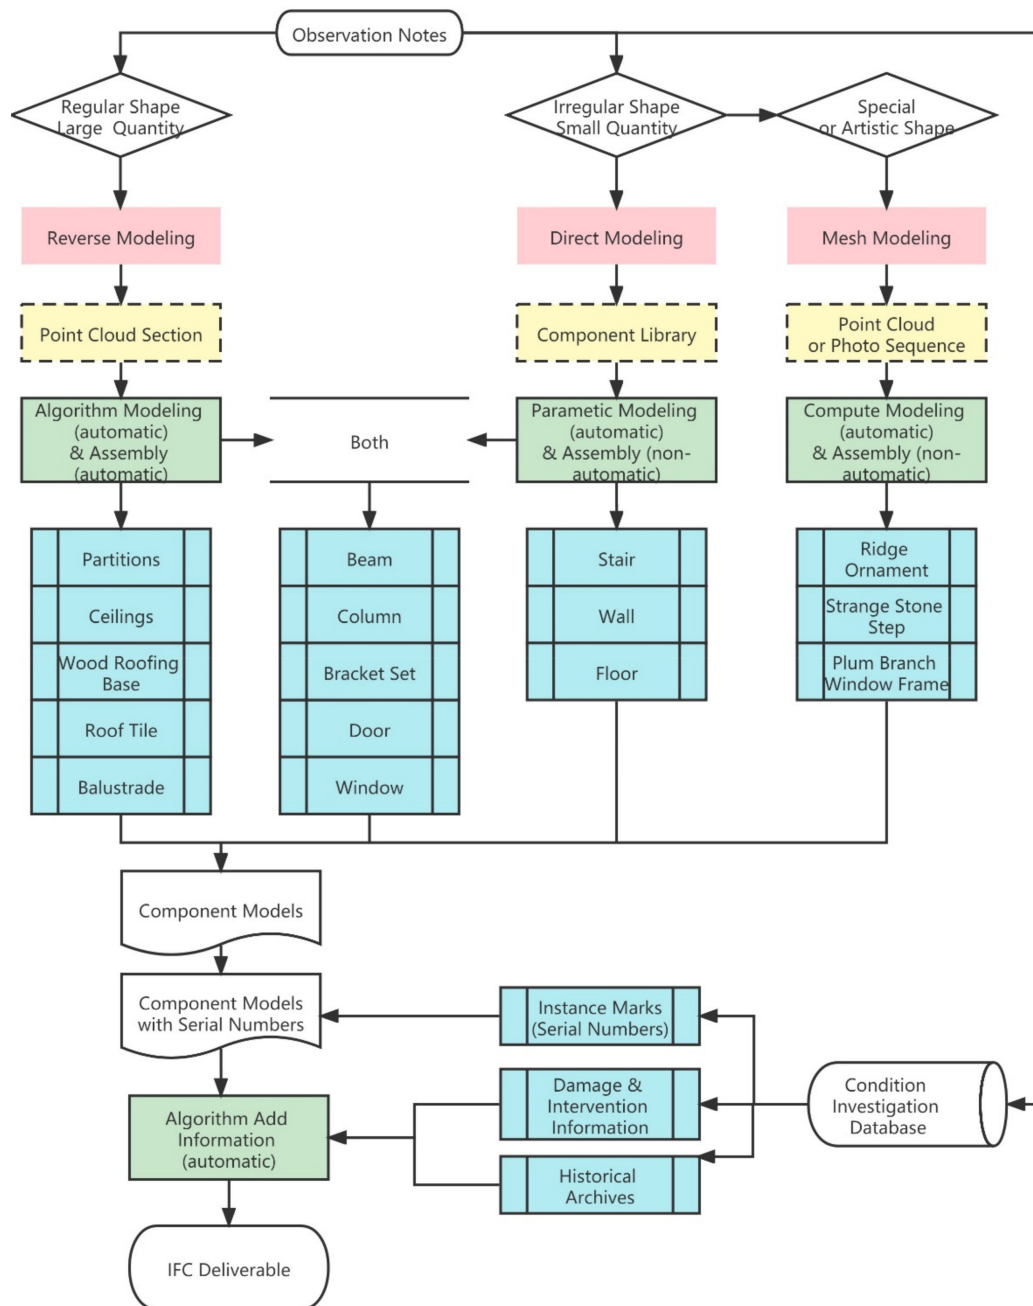 Observation Notes
Regular Shape
Large Quantity
Irregular Shape
Small Quantity
Special
or Artistic Shape
Reverse Modeling
Direct Modeling
Mesh Modeling
Point Cloud Section
Component Library
Point Cloud
or Photo Sequence
Algorithm Modeling
(automatic)
& Assembly
(automatic)
Both
Parametic Modeling
(automatic)
& Assembly (non-
automatic)
Compute Modeling
(automatic)
& Assembly (non-
automatic)
Partitions
Ceilings
Wood Roofing
Base
Roof Tile
Balustrade
Beam
Column
Bracket Set
Door
Window
Stair
Wall
Floor
Ridge
Ornament
Strange Stone
Step
Plum Branch
Window Frame
Component Models
Component Models
with Serial Numbers
Instance Marks
(Serial Numbers)
Damage &
Intervention
Information
Historical
Archives
Condition
Investigation
Database
Algorithm Add
Information
(automatic)
IFC Deliverable